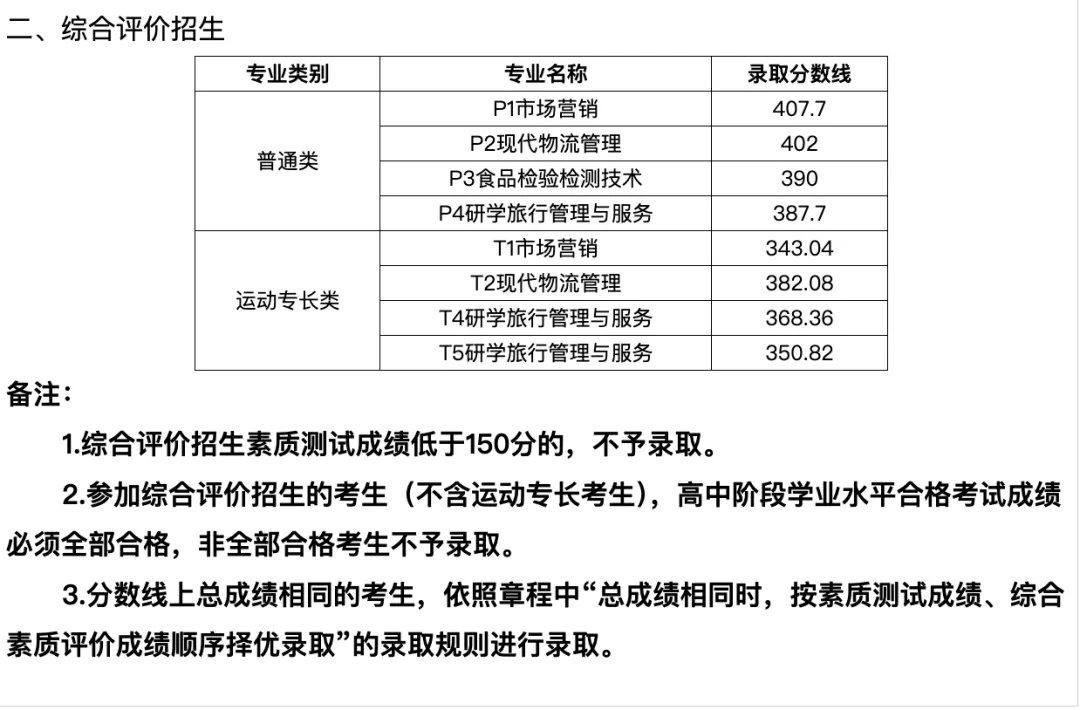 二、综合评价招生
专业类别 专业名称 录取分数线
普通类
P1市场营销 407.7
P2现代物流管理 402
P3食品检验检测技术 390
P4研学旅行管理与服务 387.7
运动专长类
T1市场营销 343.04
T2现代物流管理 382.08
T4研学旅行管理与服务 368.36
T5研学旅行管理与服务 350.82
备注：
1.综合评价招生素质测试成绩低于150分的，不予录取。
2.参加综合评价招生的考生（不含运动专长考生），高中阶段学业水平合格考试成绩
必须全部合格，非全部合格考生不予录取。
3.分数线上总成绩相同的考生，依照章程中“总成绩相同时，按素质测试成绩、综合
素质评价成绩顺序择优录取”的录取规则进行录取。